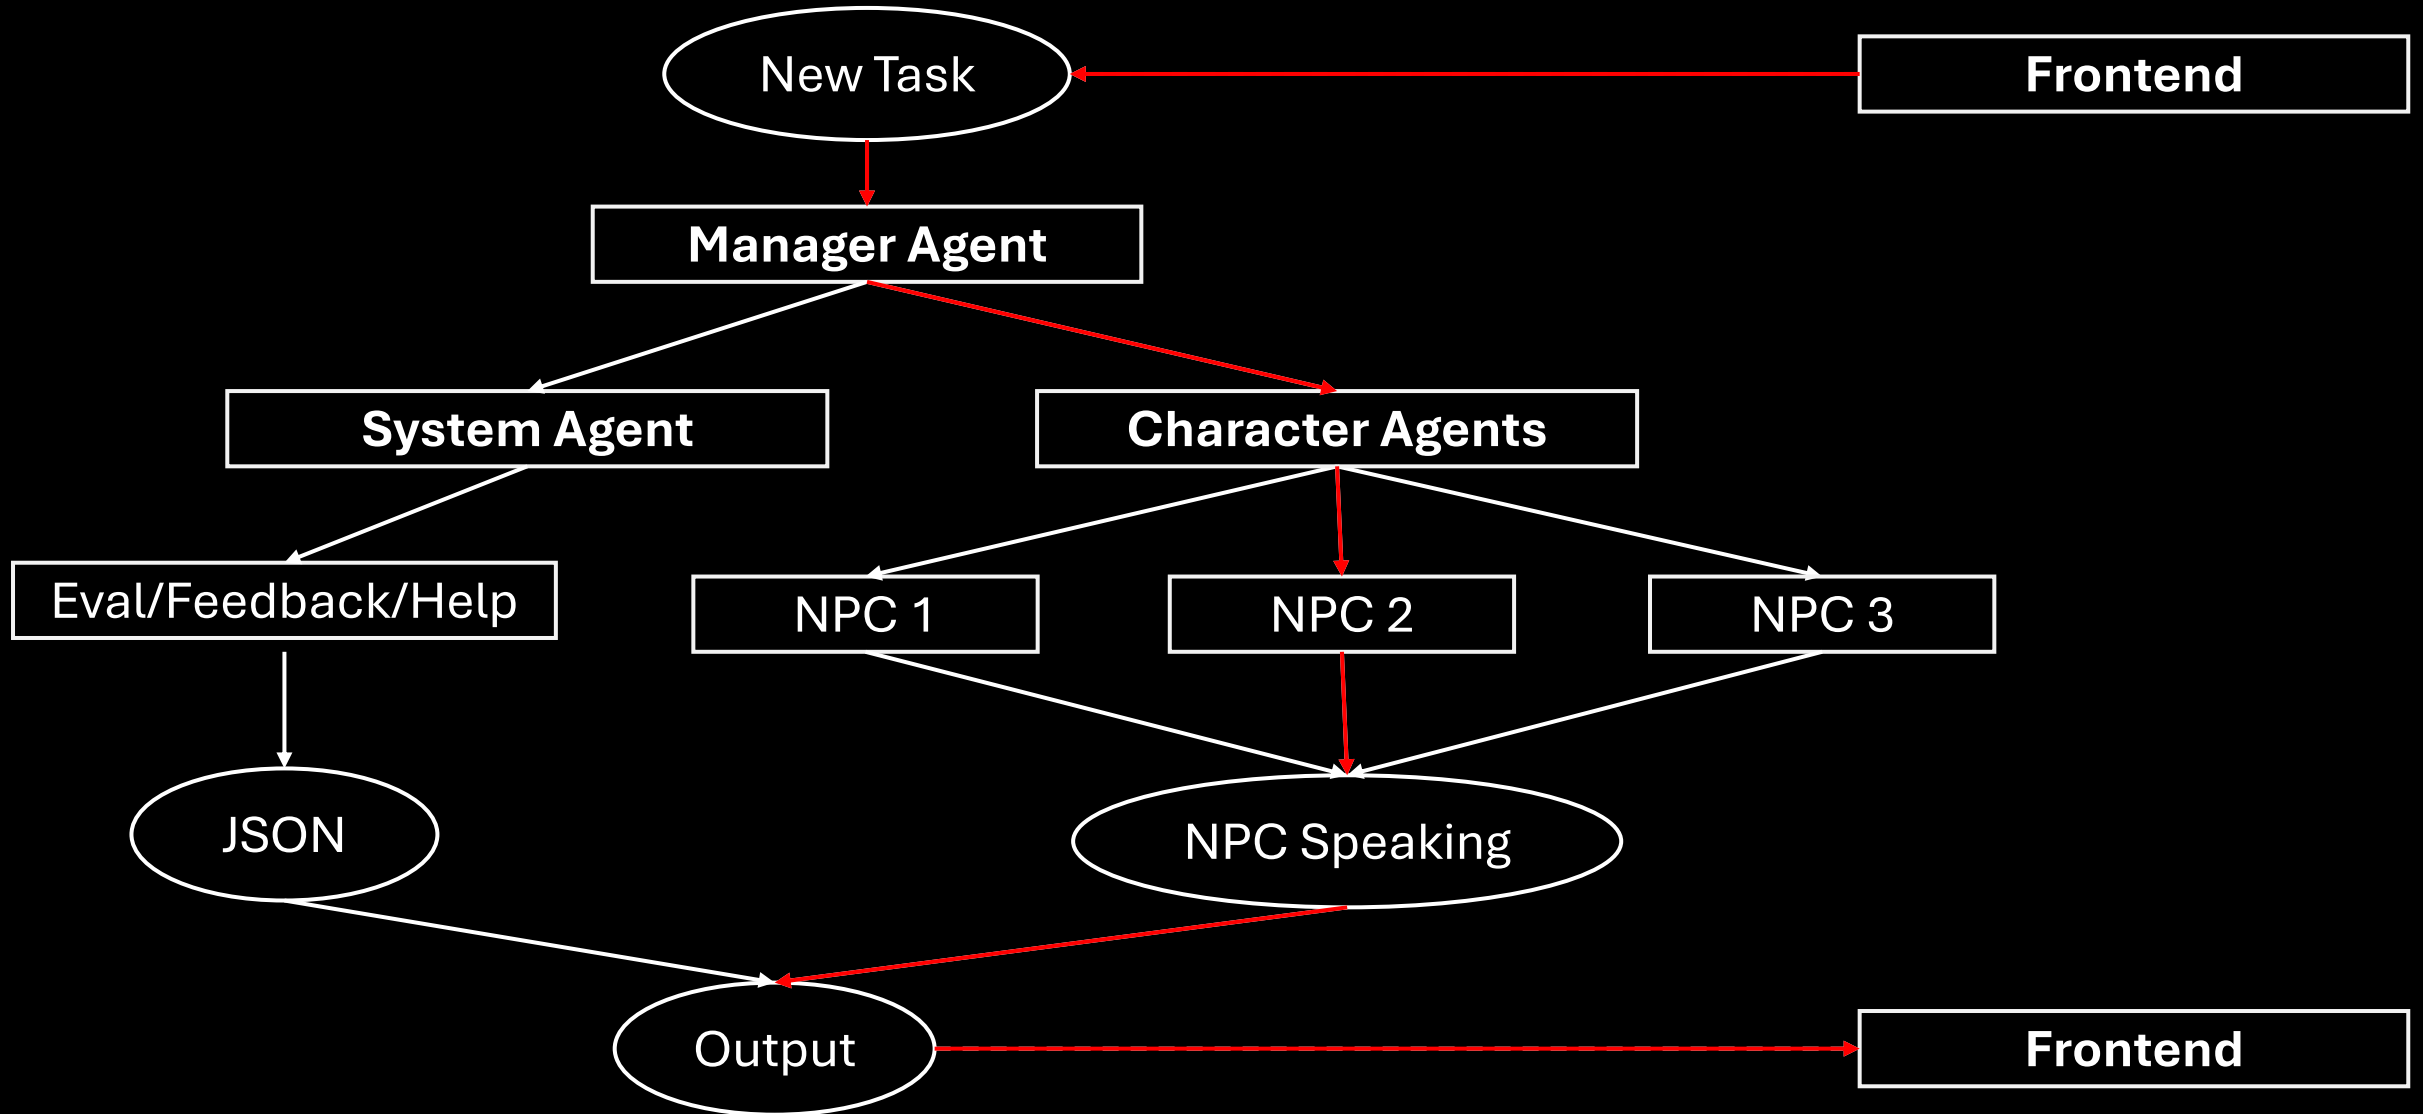 New Task
Frontend
Manager Agent
System Agent
Character Agents
Eval/Feedback/Help
NPC 1
NPC 2
NPC 3
JSON
NPC Speaking
Output
Frontend